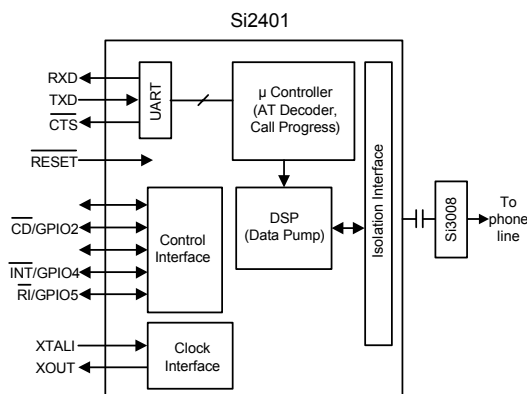 Si2401
RXD
TXD
CTS
RESET
CD/GPIO2
INT/GPIO4
RI/GPIO5
XTALI
XOUT
UART
µ Controller
(AT Decoder,
Call Progress)
DSP
(Data Pump)
Control
Interface
Clock
Interface
Isolation Interface
Si3008
To
phone
line